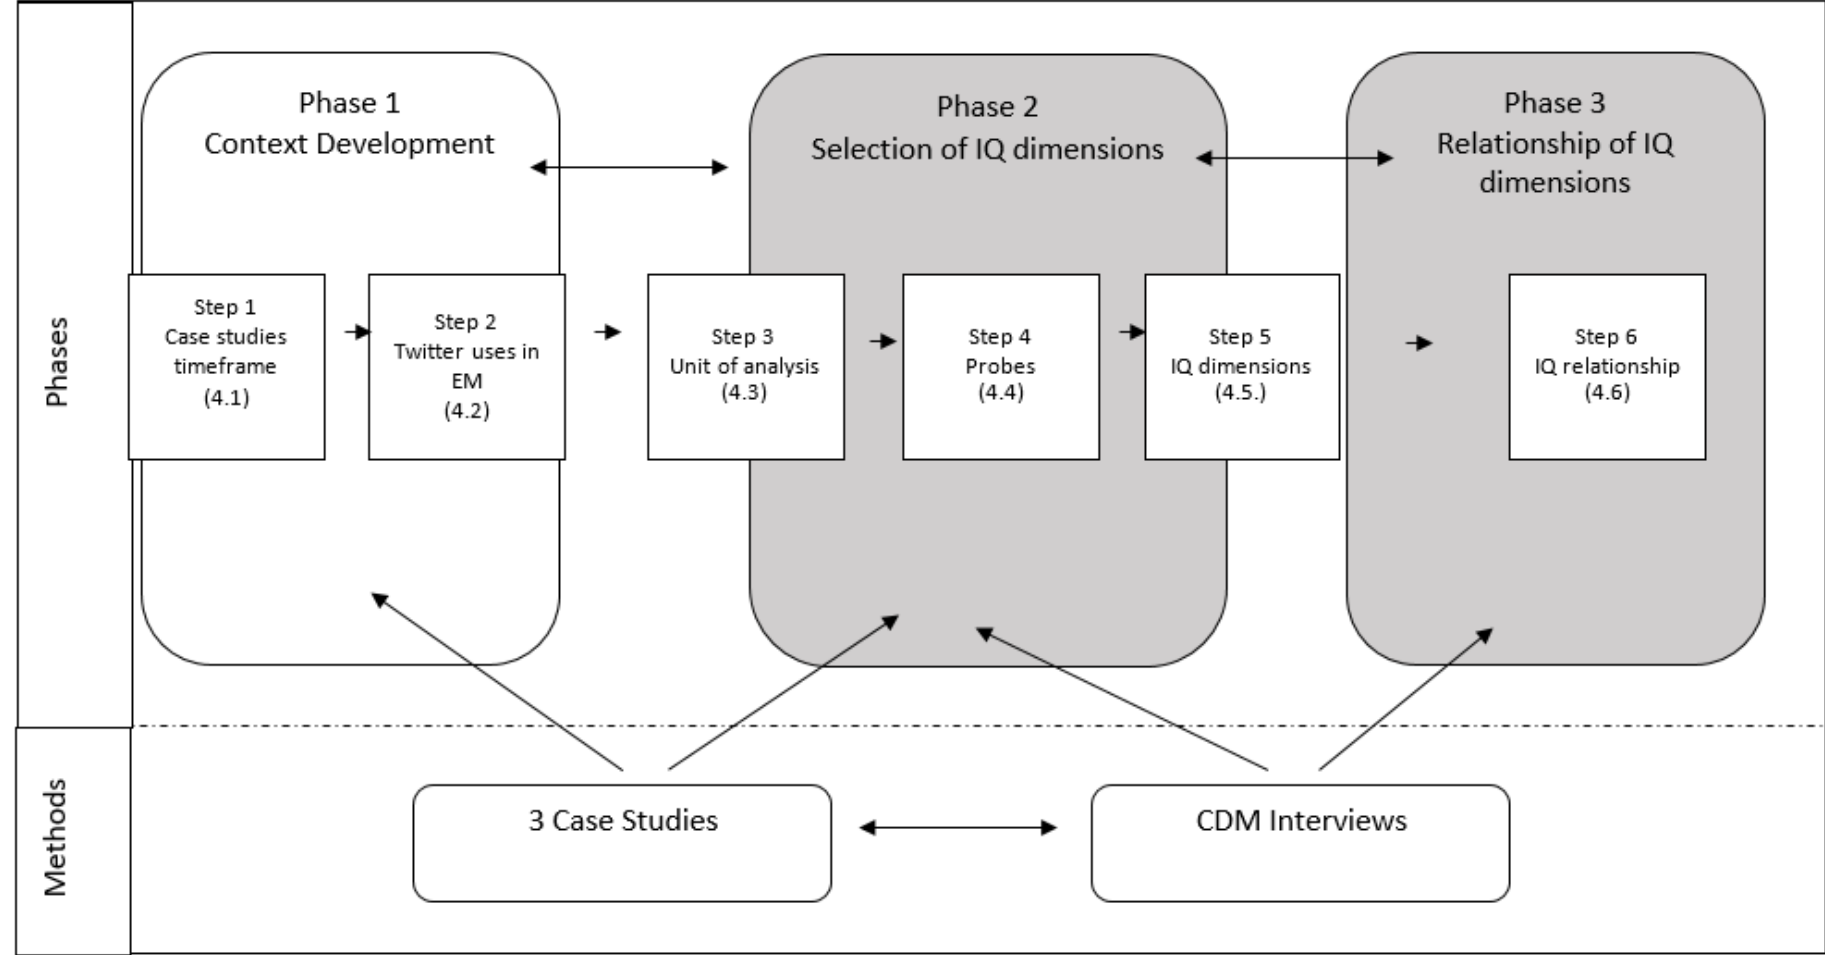 Phases
Phase 1
Context Development
Phase 2
Selection of IQ dimensions
Phase 3
Relationship of IQ
dimensions
Step 1
Case studies
timeframe
(4.1)
Step 2
Twitter uses in
EM
(4.2)
Step 3
Unit of analysis
(4.3)
Step 4
Probes
(4.4)
Step 5
IQ dimensions
(4.5.)
Step 6
IQ relationship
(4.6)
Methods
3 Case Studies
CDM Interviews